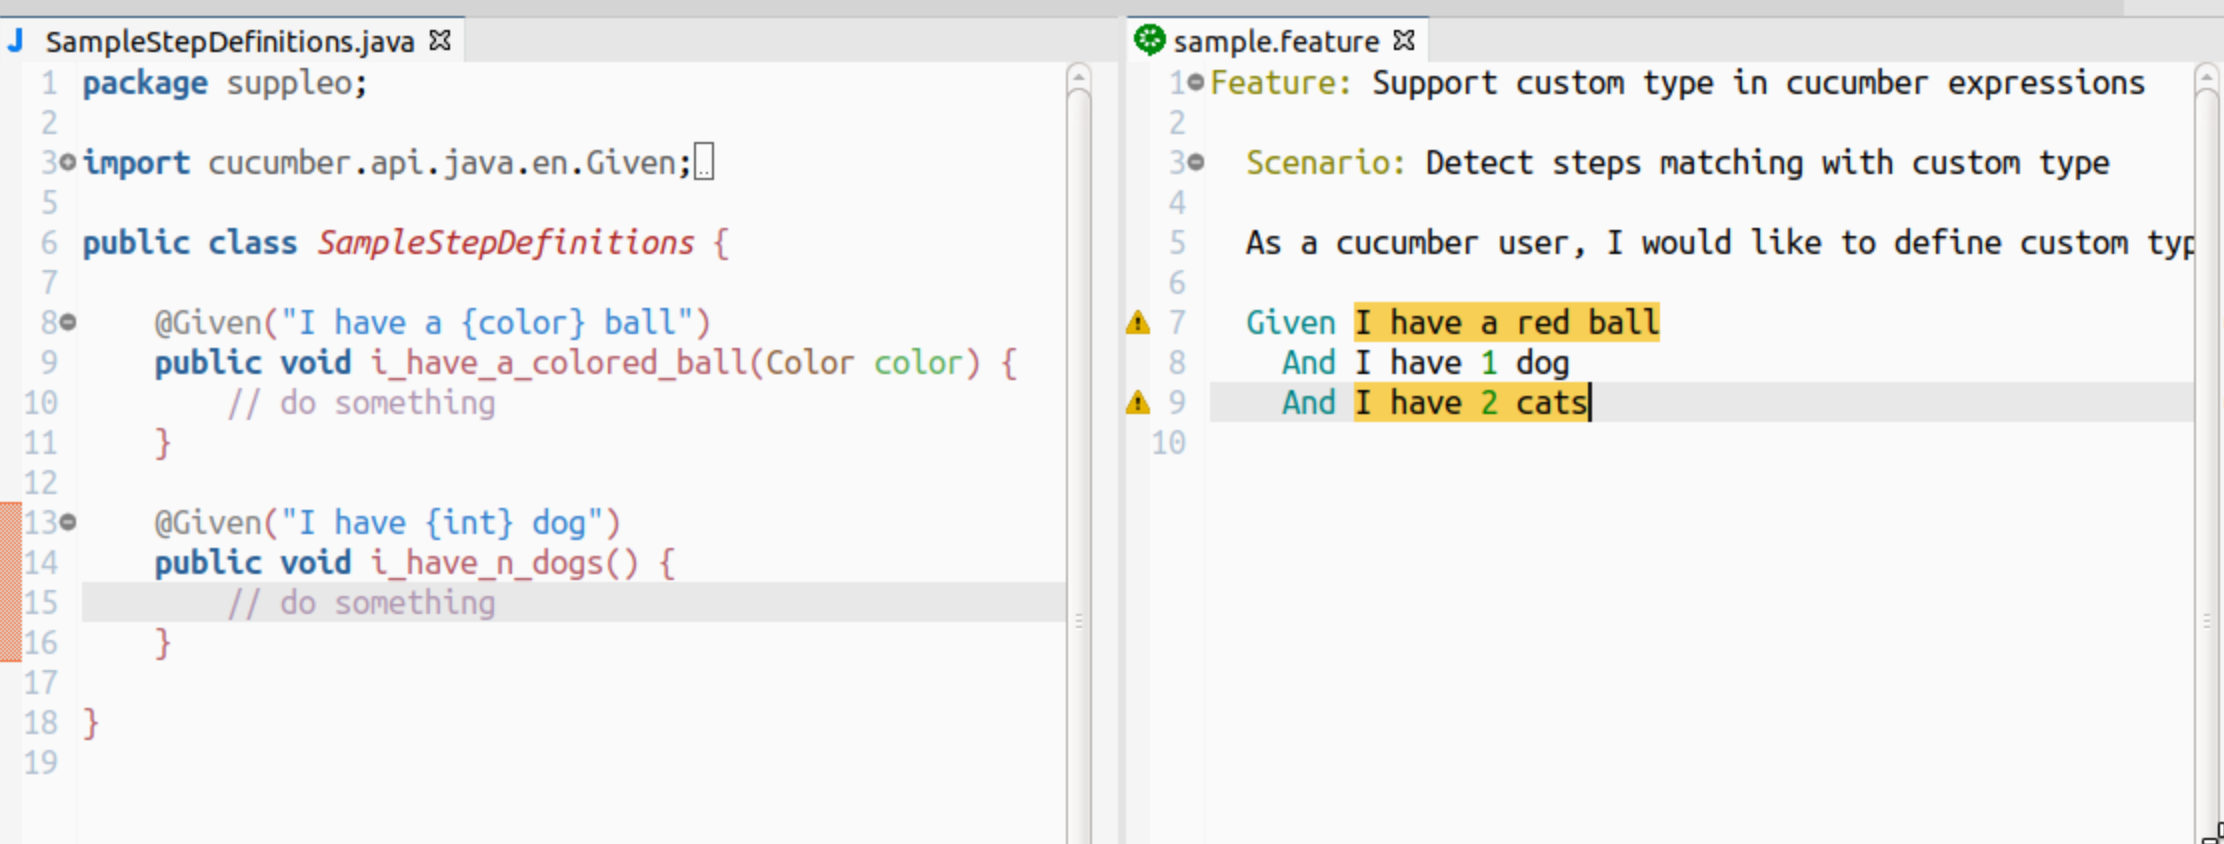 SampleStepDefinitions.java
1 package suppleo;
2
3 import cucumber.api.java.en.Given;
5
6 public class SampleStepDefinitions {
7
8 @Given("I have a {color} ball")
9 public void i_have_a_colored_ball(Color color) {
10 // do something
11 }
12
13 @Given("I have {int} dog")
14 public void i_have_n_dogs() {
15 // do something
16 }
17
18 }
19
sample.feature
1 Feature: Support custom type in cucumber expressions
2
3 Scenario: Detect steps matching with custom type
4
5 As a cucumber user, I would like to define custom typ
6
7 Given I have a red ball
8 And I have 1 dog
9 And I have 2 cats
10